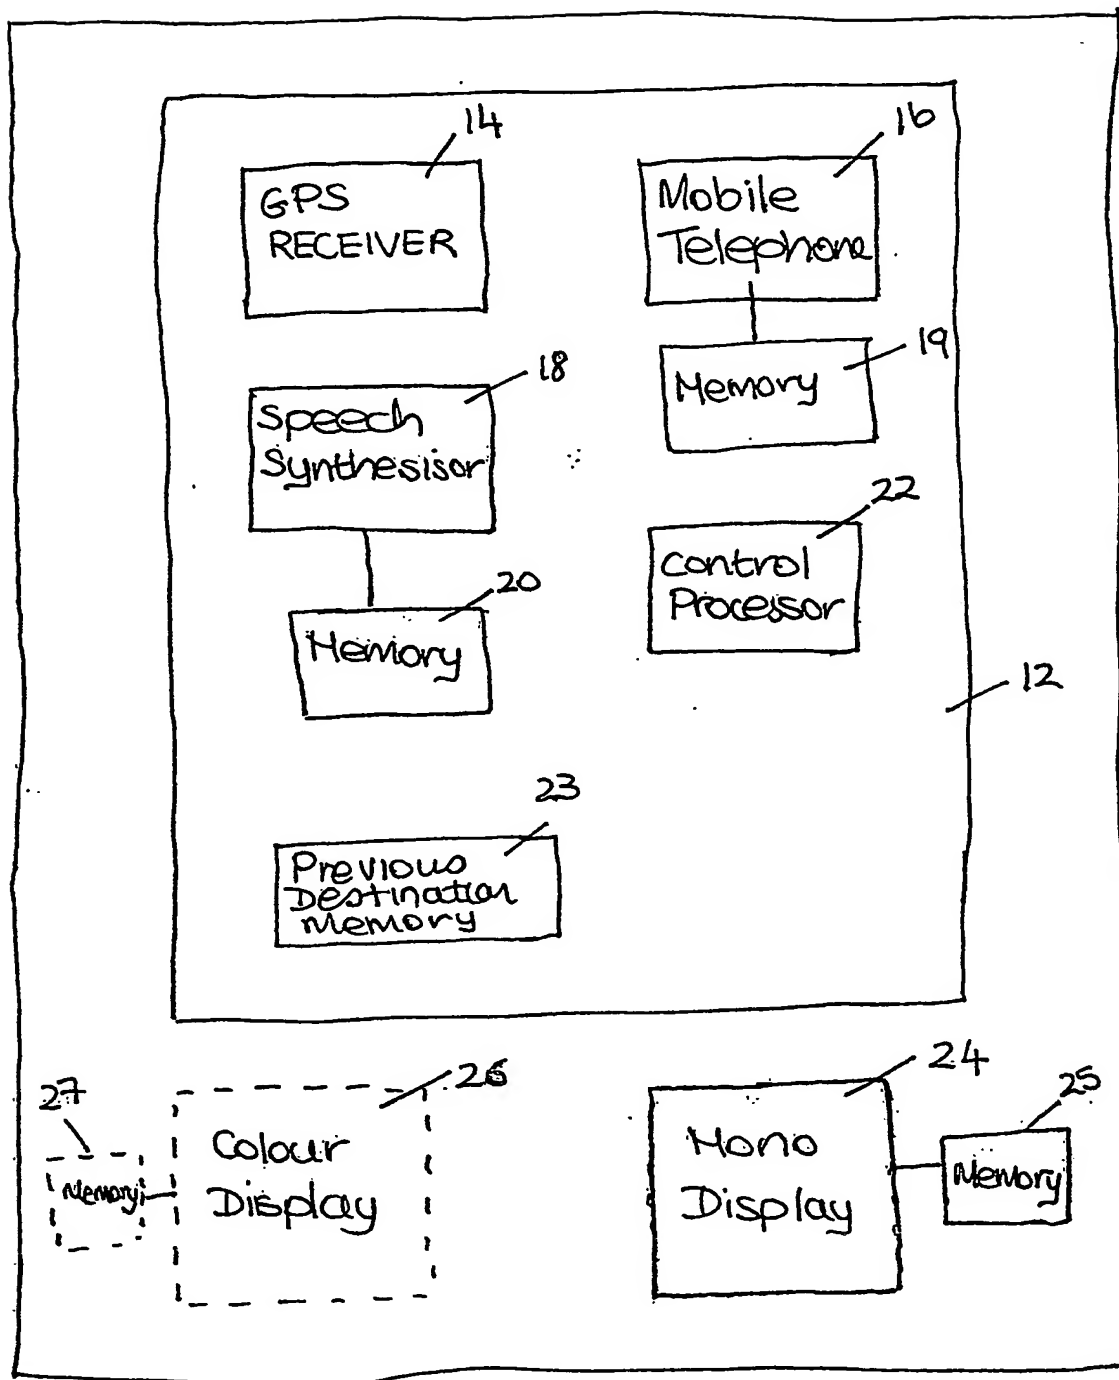 14
GPS
RECEIVER
16
Mobile
Telephone
19
Memory
18
Speech
Synthesisor
20
Memory
22
Control
Processor
12
23
Previous
Destination
Memory
27
Memory
26
Colour
Display
24
Mono
Display
25
Memory